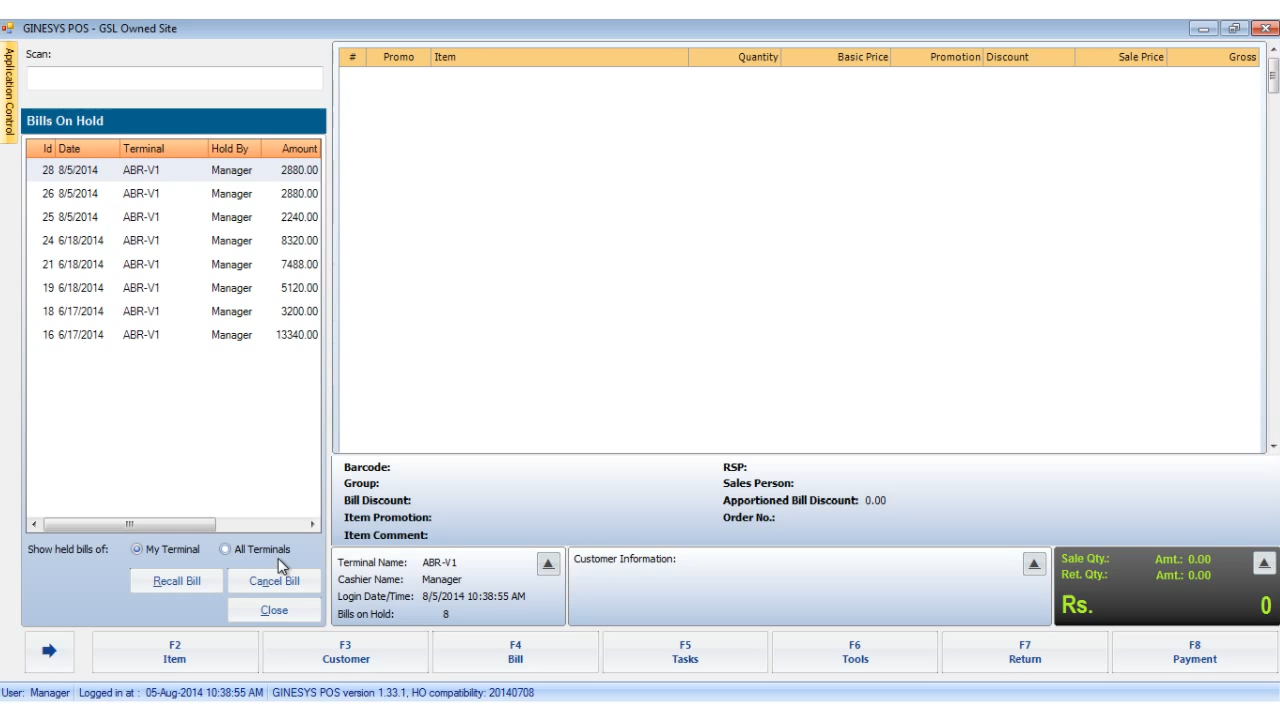 GINESYS POS - GSL Owned Site
Application Control
Scan:
Bills On Hold
Id Date Terminal Hold By Amount
28 8/5/2014 ABR-V1 Manager 2880.00
26 8/5/2014 ABR-V1 Manager 2880.00
25 8/5/2014 ABR-V1 Manager 2240.00
24 6/18/2014 ABR-V1 Manager 8320.00
21 6/18/2014 ABR-V1 Manager 7488.00
19 6/18/2014 ABR-V1 Manager 5120.00
18 6/17/2014 ABR-V1 Manager 3200.00
16 6/17/2014 ABR-V1 Manager 13340.00
Show held bills of: My Terminal All Terminals
Recall Bill Cancel Bill
Close
# Promo Item Quantity Basic Price Promotion Discount Sale Price Gross
Barcode: RSP:
Group: Sales Person:
Bill Discount: Apportioned Bill Discount: 0.00
Item Promotion: Order No.:
Item Comment:
Terminal Name: ABR-V1
Cashier Name: Manager
Login Date/Time: 8/5/2014 10:38:55 AM
Bills on Hold: 8
Customer Information:
Sale Qty.: Amt.: 0.00
Ret. Qty.: Amt.: 0.00
Rs. 0
F2 F3 F4 F5 F6 F7 F8
Item Customer Bill Tasks Tools Return Payment
User: Manager Logged in at : 05-Aug-2014 10:38:55 AM GINESYS POS version 1.33.1, HO compatibility: 20140708